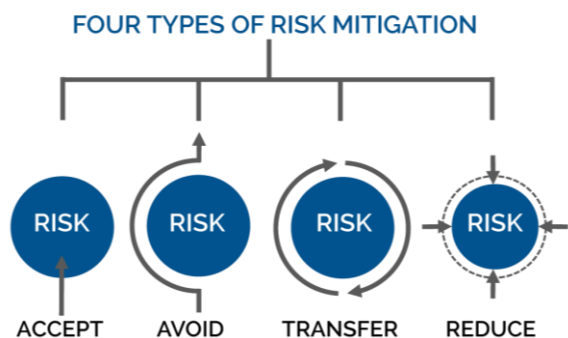 FOUR TYPES OF RISK MITIGATION
RISK
RISK
RISK
RISK
ACCEPT
AVOID
TRANSFER
REDUCE